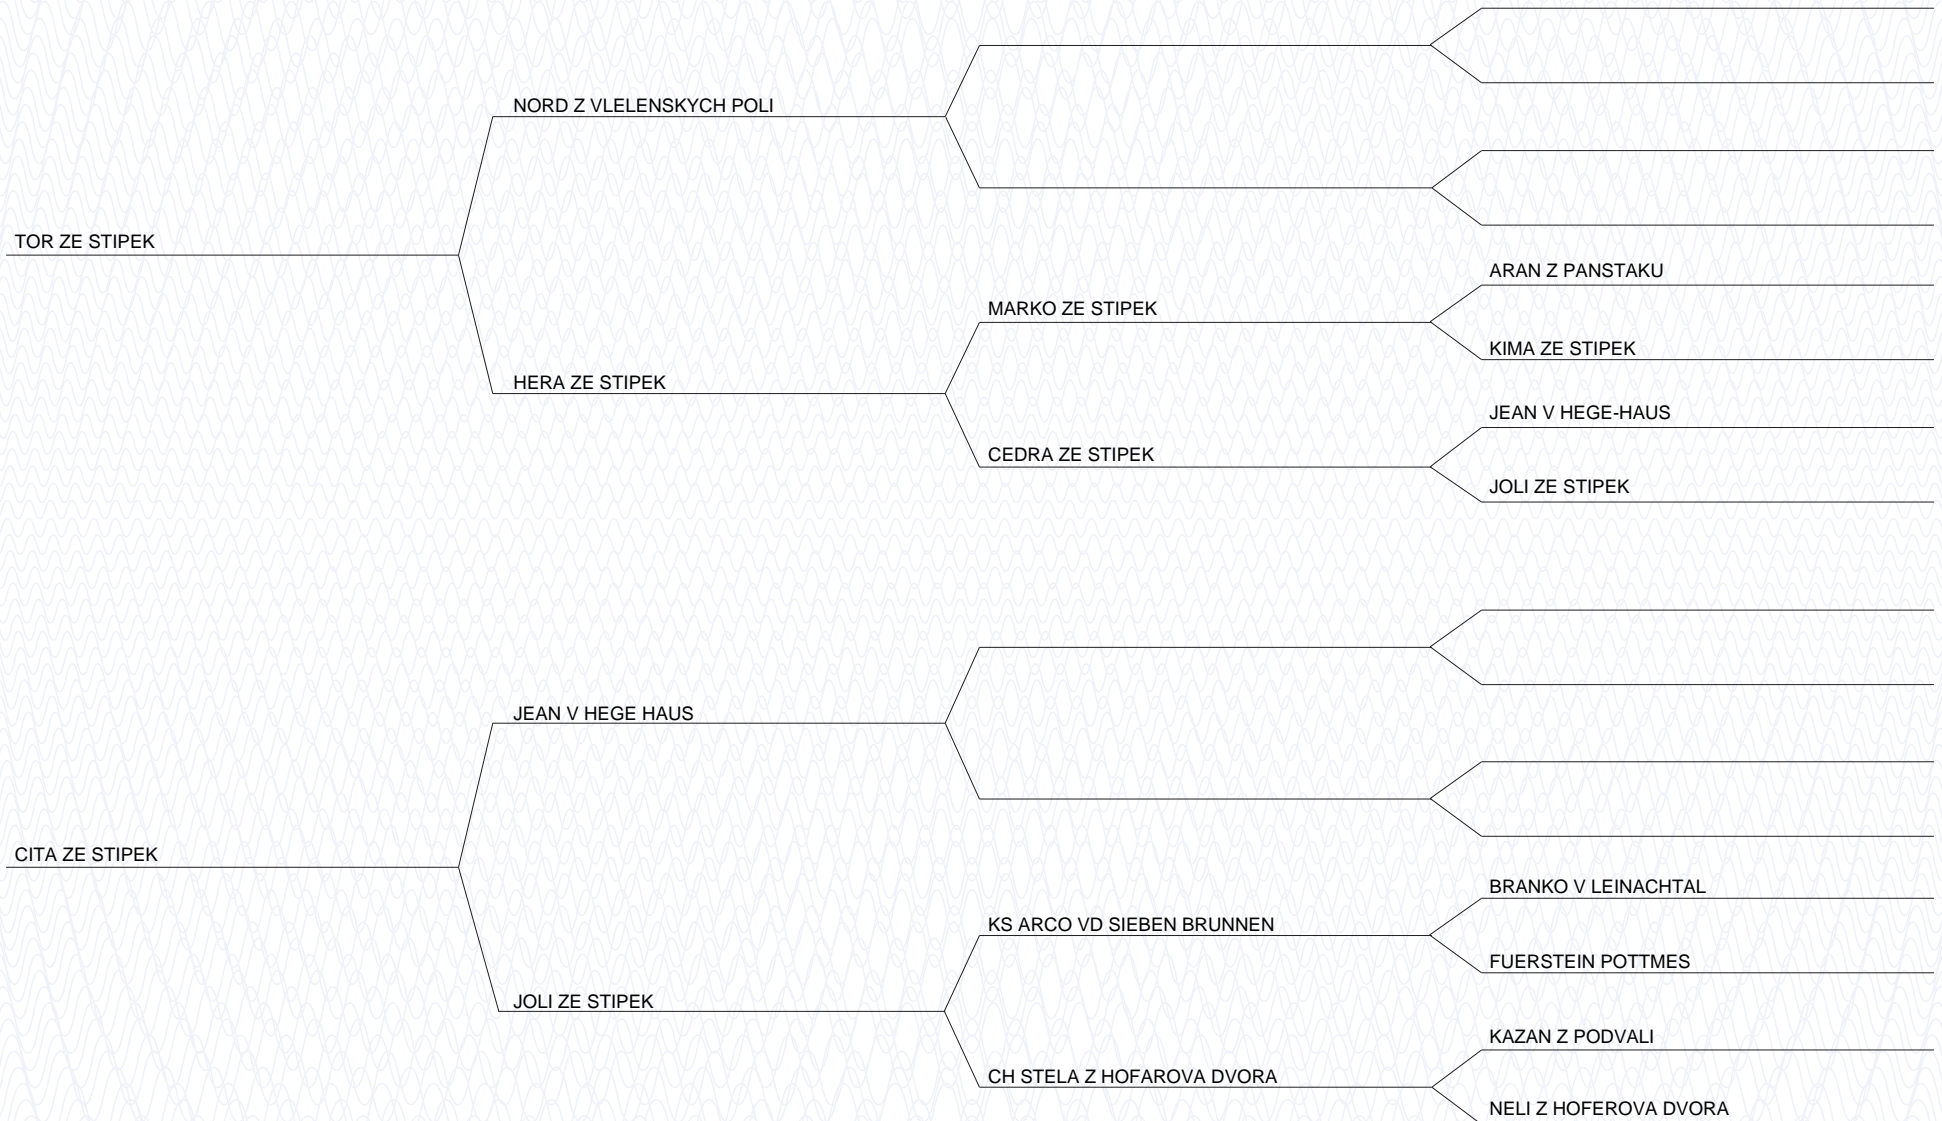 NORD Z VLELENSKYCH POLI
TOR ZE STIPEK
ARAN Z PANSTAKU
MARKO ZE STIPEK
KIMA ZE STIPEK
HERA ZE STIPEK
JEAN V HEGE-HAUS
CEDRA ZE STIPEK
JOLI ZE STIPEK
JEAN V HEGE HAUS
CITA ZE STIPEK
BRANKO V LEINACHTAL
KS ARCO VD SIEBEN BRUNNEN
FUERSTEIN POTTMES
JOLI ZE STIPEK
KAZAN Z PODVALI
CH STELA Z HOFAROVA DVORA
NELI Z HOFEROVA DVORA